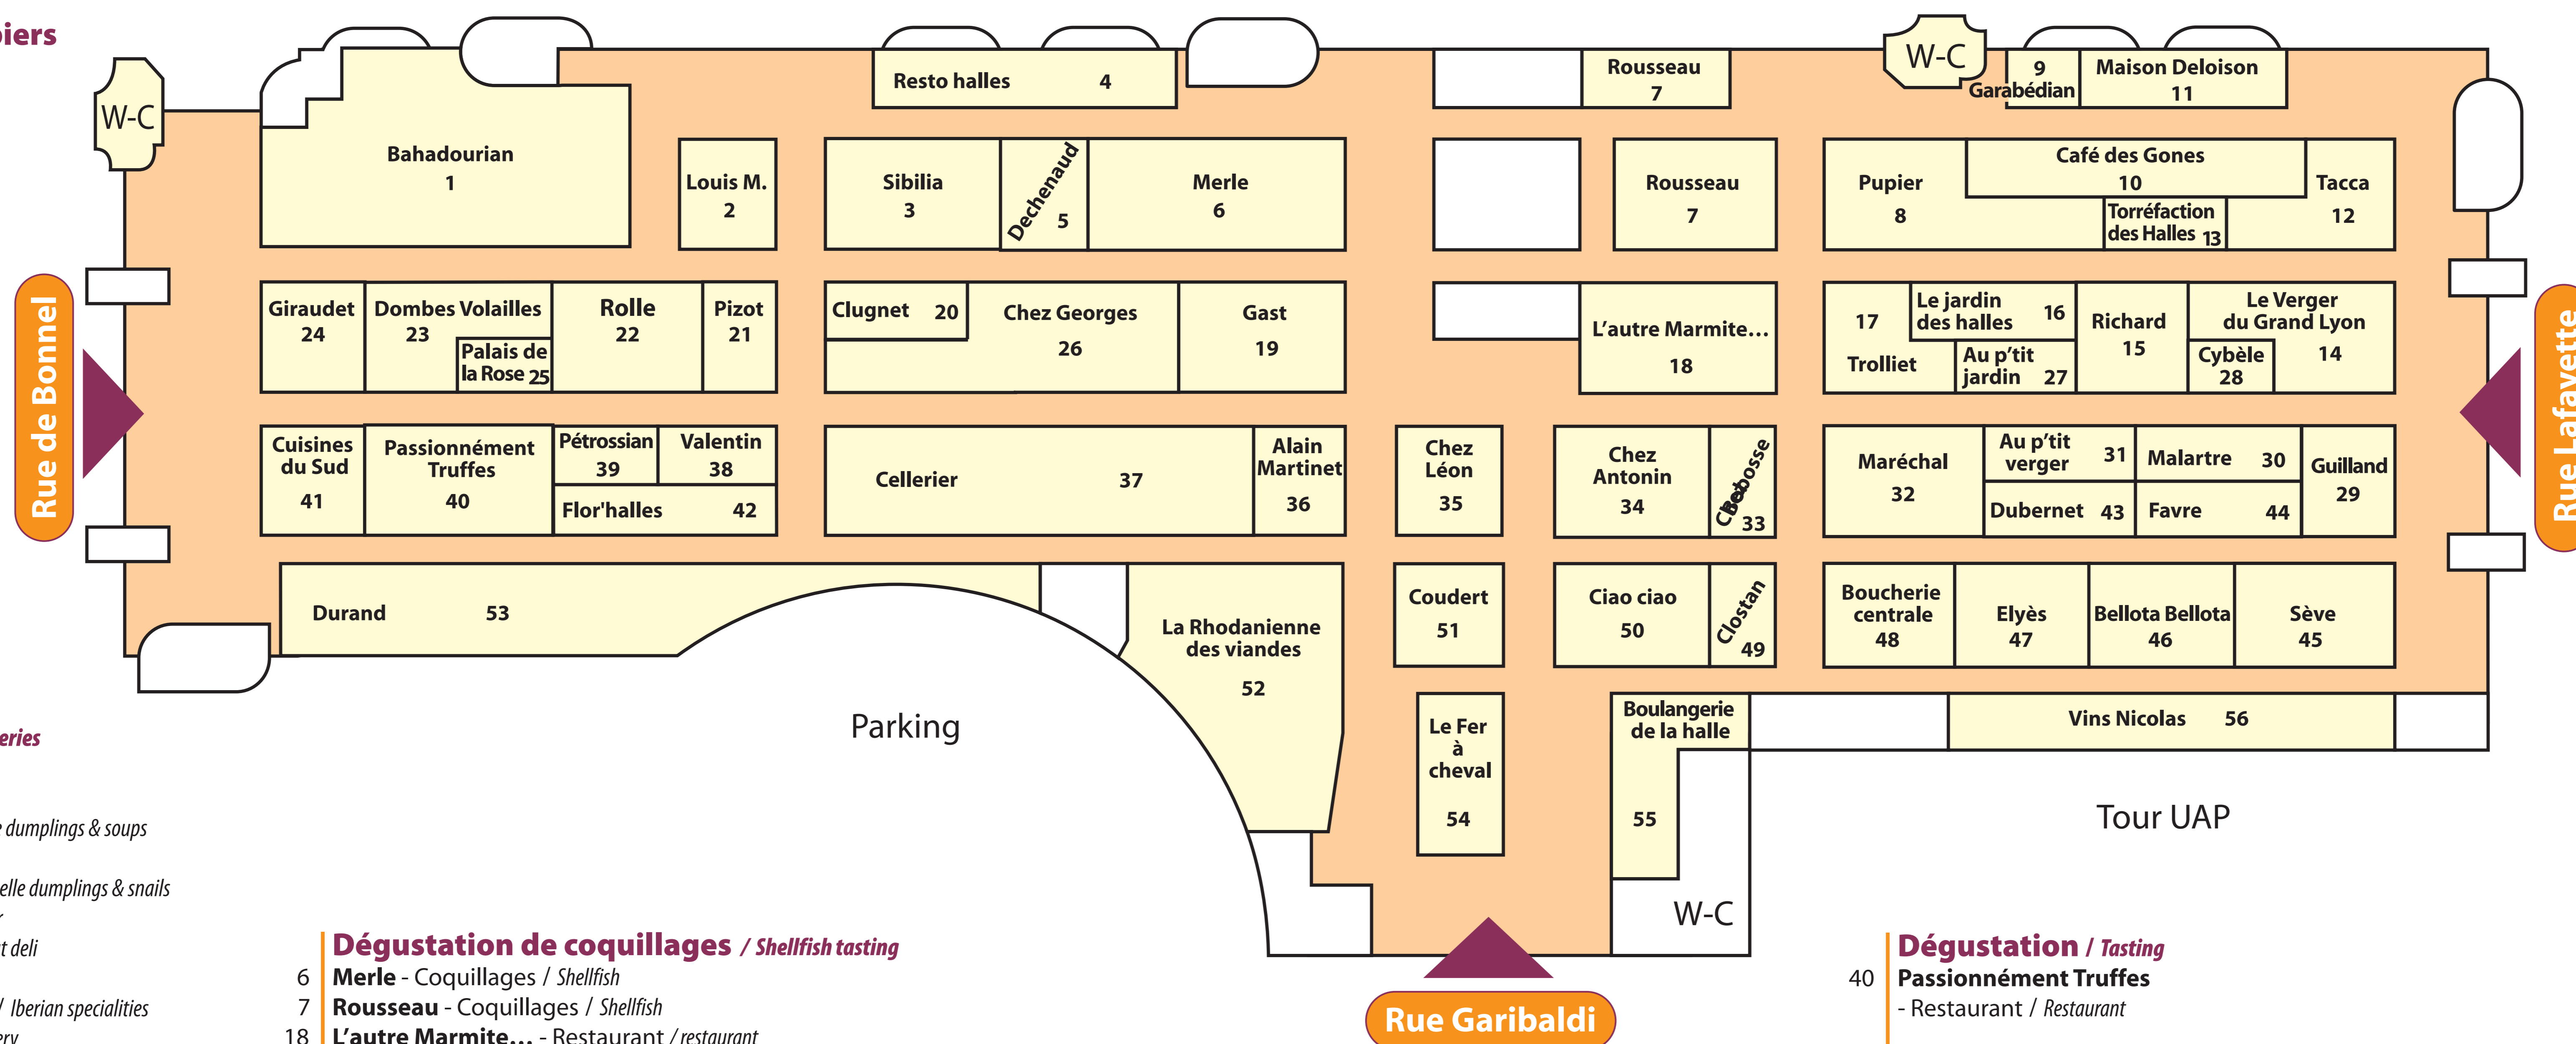 iers
W-C
Bahadourian
1
Louis M.
2
Resto halles 4
Sibilia
3
Dechenaud
5
Merle
6
Rousseau
7
Rousseau
7
W-C
9
Garabédian
Maison Deloison
11
Pupier
8
Café des Gones
10
Torréfaction
des Halles 13
Tacca
12
Rue de Bonnel
Giraudet
24
Dombes Volailles
23
Palais de
la Rose 25
Rolle
22
Pizot
21
Clugnet 20
Chez Georges
26
Gast
19
L'autre Marmite...
18
17
Trolliet
Le jardin
des halles 16
Au p'tit
jardin 27
Richard
15
Le Verger
du Grand Lyon
14
Cybèle
28
Rue Lafayette
Cuisines
du Sud
41
Passionnément
Truffes
40
Pétrossian
39
Valentin
38
Flor'halles 42
Cellerier 37
Alain
Martinet
36
Chez
Léon
35
Chez
Antonin
34
Bobosse
33
Maréchal
32
Au p'tit
verger 31
Malartre 30
Dubernet 43
Favre 44
Guilland
29
Durand 53
La Rhodanienne
des viandes
52
Coudert
51
Ciao ciao
50
Clostan
49
Boucherie
centrale
48
Elyès
47
Bellota Bellota
46
Sève
45
Parking
Le Fer
à
cheval
54
Boulangerie
de la halle
55
W-C
Vins Nicolas 56
Tour UAP
Rue Garibaldi
eries
dumplings & soups
elle dumplings & snails
t deli
/ Iberian specialities
ery
Dégustation de coquillages / Shellfish tasting
6 Merle - Coquillages / Shellfish
7 Rousseau - Coquillages / Shellfish
18 L'autre Marmite... - Restaurant / restaurant
Dégustation / Tasting
40 Passionnément Truffes
- Restaurant / Restaurant